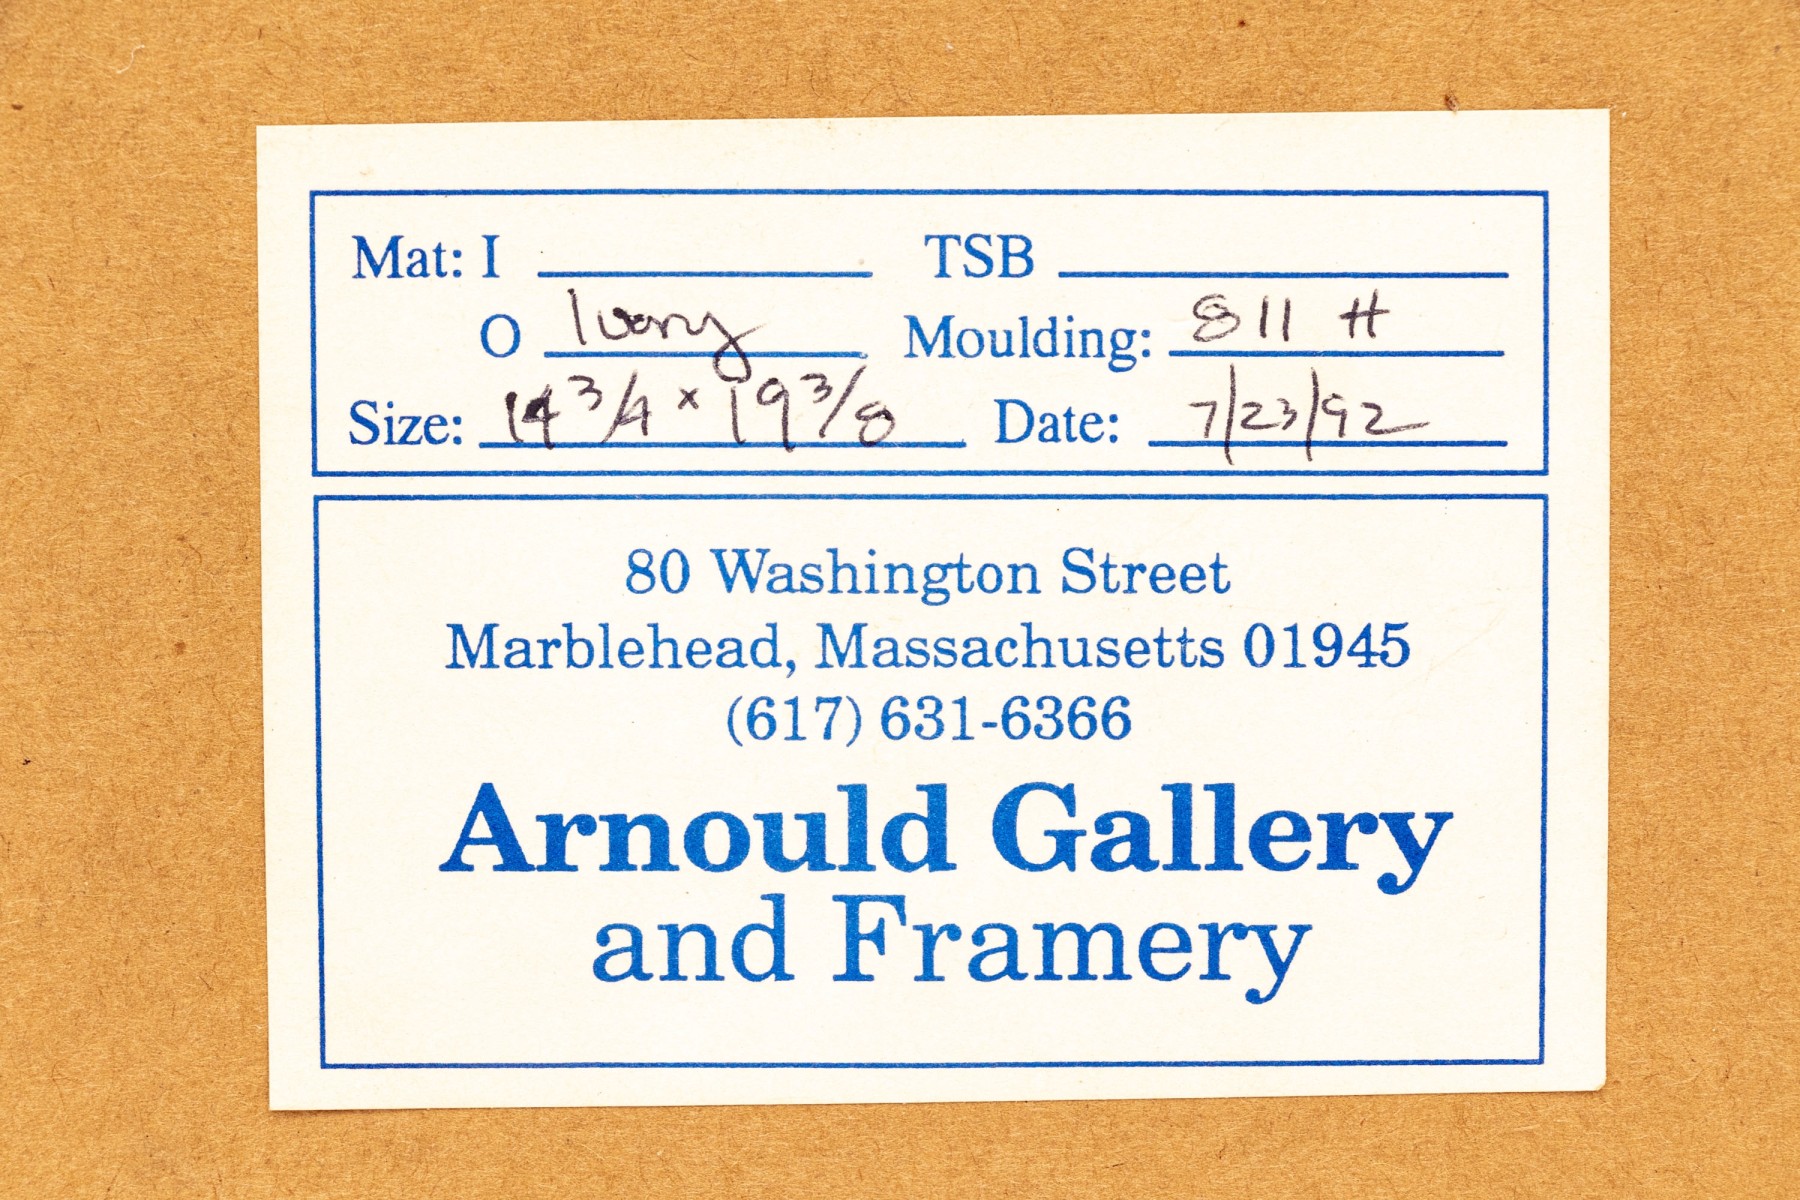 Mat: I TSB
O Ivory Moulding: 811 H
Size: 14 3/4 x 19 3/8 Date: 7/23/92
80 Washington Street
Marblehead, Massachusetts 01945
(617) 631-6366
Arnould Gallery
and Framery